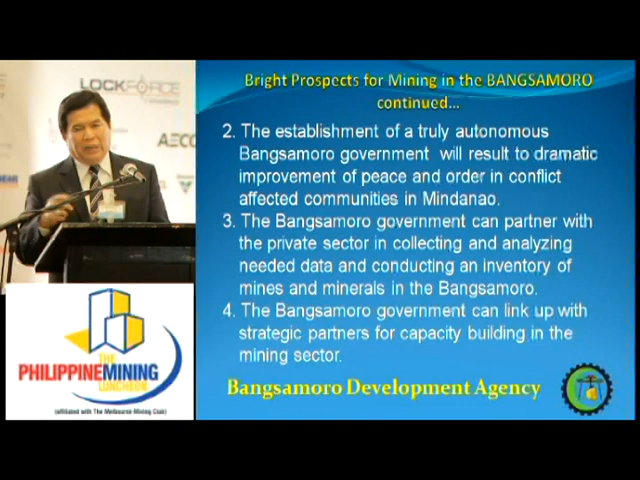 LOCKFORCE
AECO
Bright Prospects for Mining in the BANGSAMORO
continued...
2. The establishment of a truly autonomous
Bangsamoro government will result to dramatic
improvement of peace and order in conflict
affected communities in Mindanao.
3. The Bangsamoro government can partner with
the private sector in collecting and analyzing
needed data and conducting an inventory of
mines and minerals in the Bangsamoro.
4. The Bangsamoro government can link up with
strategic partners for capacity building in the
mining sector.
Bangsamoro Development Agency
THE
PHILIPPINEMINING
LUNCHEON
(affiliated with The Melbourne Mining Club)